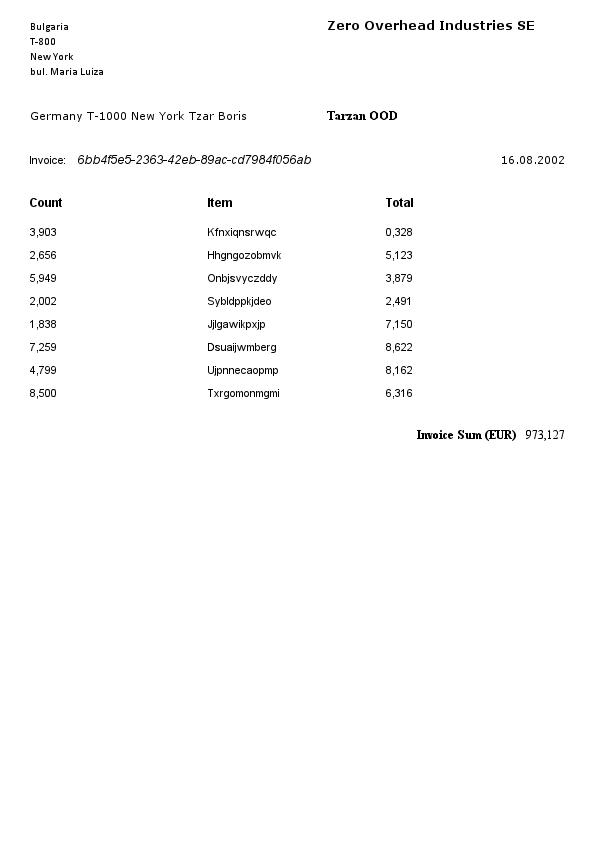 Bulgaria
T-800
New York
bul. Maria Luiza
Zero Overhead Industries SE
Germany T-1000 New York Tzar Boris
Tarzan OOD
Invoice: 6bb4f5e5-2363-42eb-89ac-cd7984f056ab 16.08.2002
Count Item Total
3,903 Kfnxiqnsrwqc 0,328
2,656 Hhgngozobmvk 5,123
5,949 Onbjsvyczddy 3,879
2,002 Sybldppkjdeo 2,491
1,838 Jjlgawikpxjp 7,150
7,259 Dsuaijwmberg 8,622
4,799 Ujpnnecaopmp 8,162
8,500 Txrgomonmgmi 6,316
Invoice Sum (EUR) 973,127